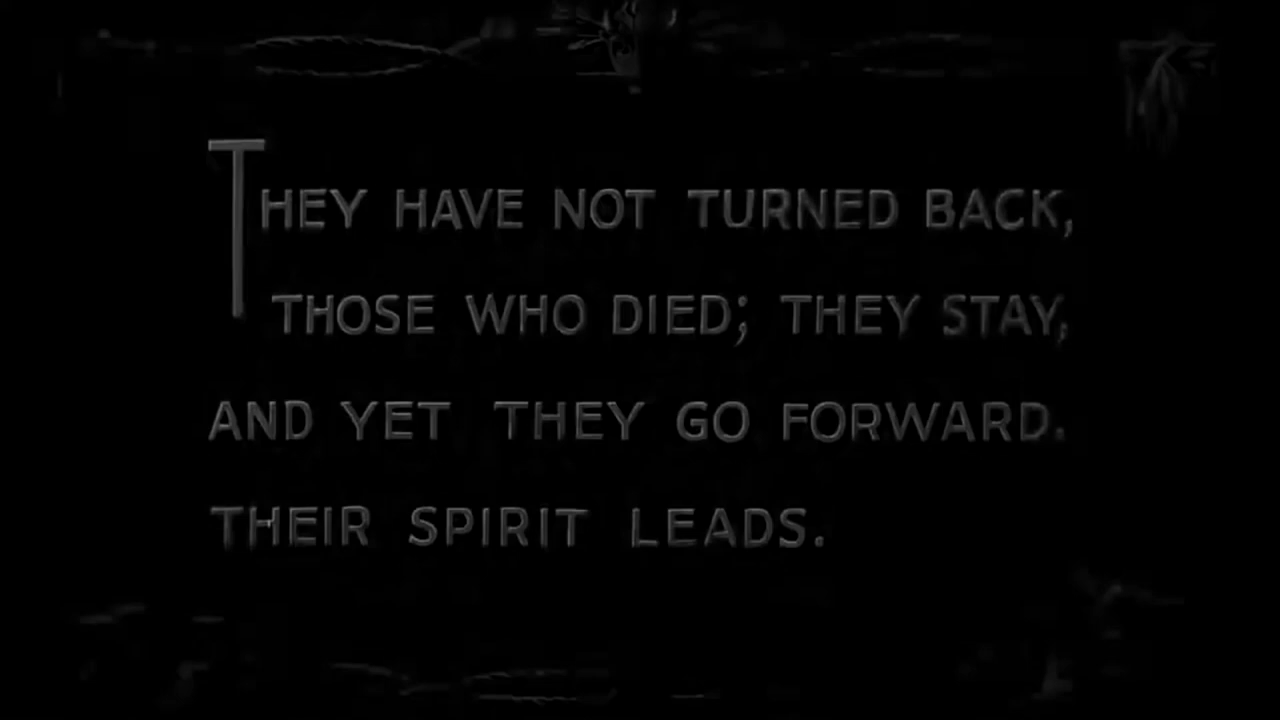 THEY HAVE NOT TURNED BACK,
THOSE WHO DIED; THEY STAY,
AND YET THEY GO FORWARD.
THEIR SPIRIT LEADS.